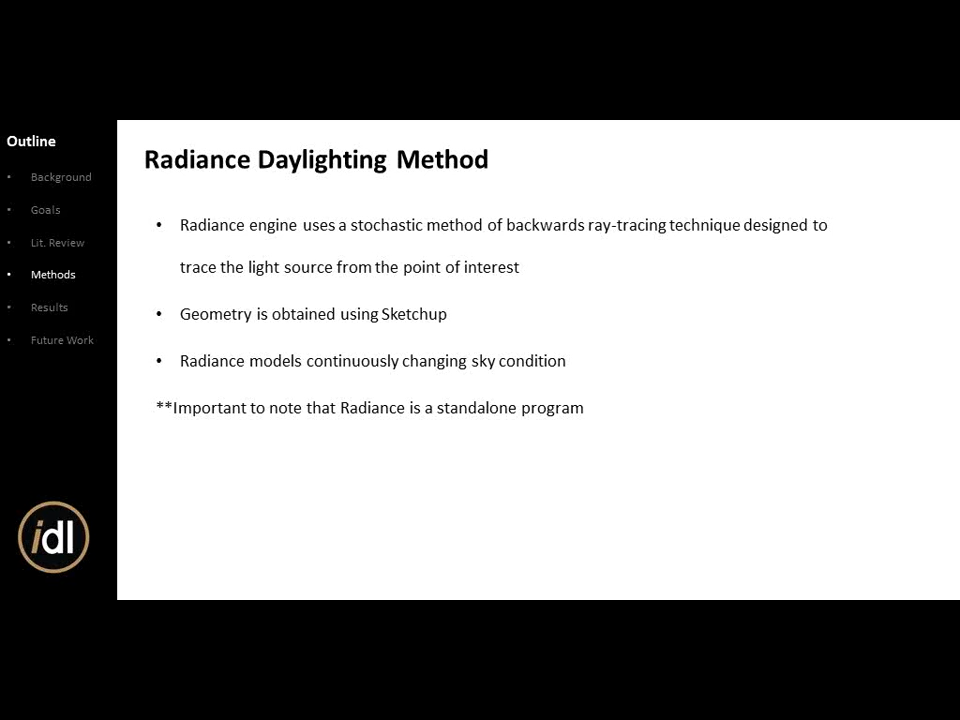 Outline
• Background
• Goals
• Lit. Review
• Methods
• Results
• Future Work
idl
Radiance Daylighting Method
• Radiance engine uses a stochastic method of backwards ray-tracing technique designed to
trace the light source from the point of interest
• Geometry is obtained using Sketchup
• Radiance models continuously changing sky condition
**Important to note that Radiance is a standalone program